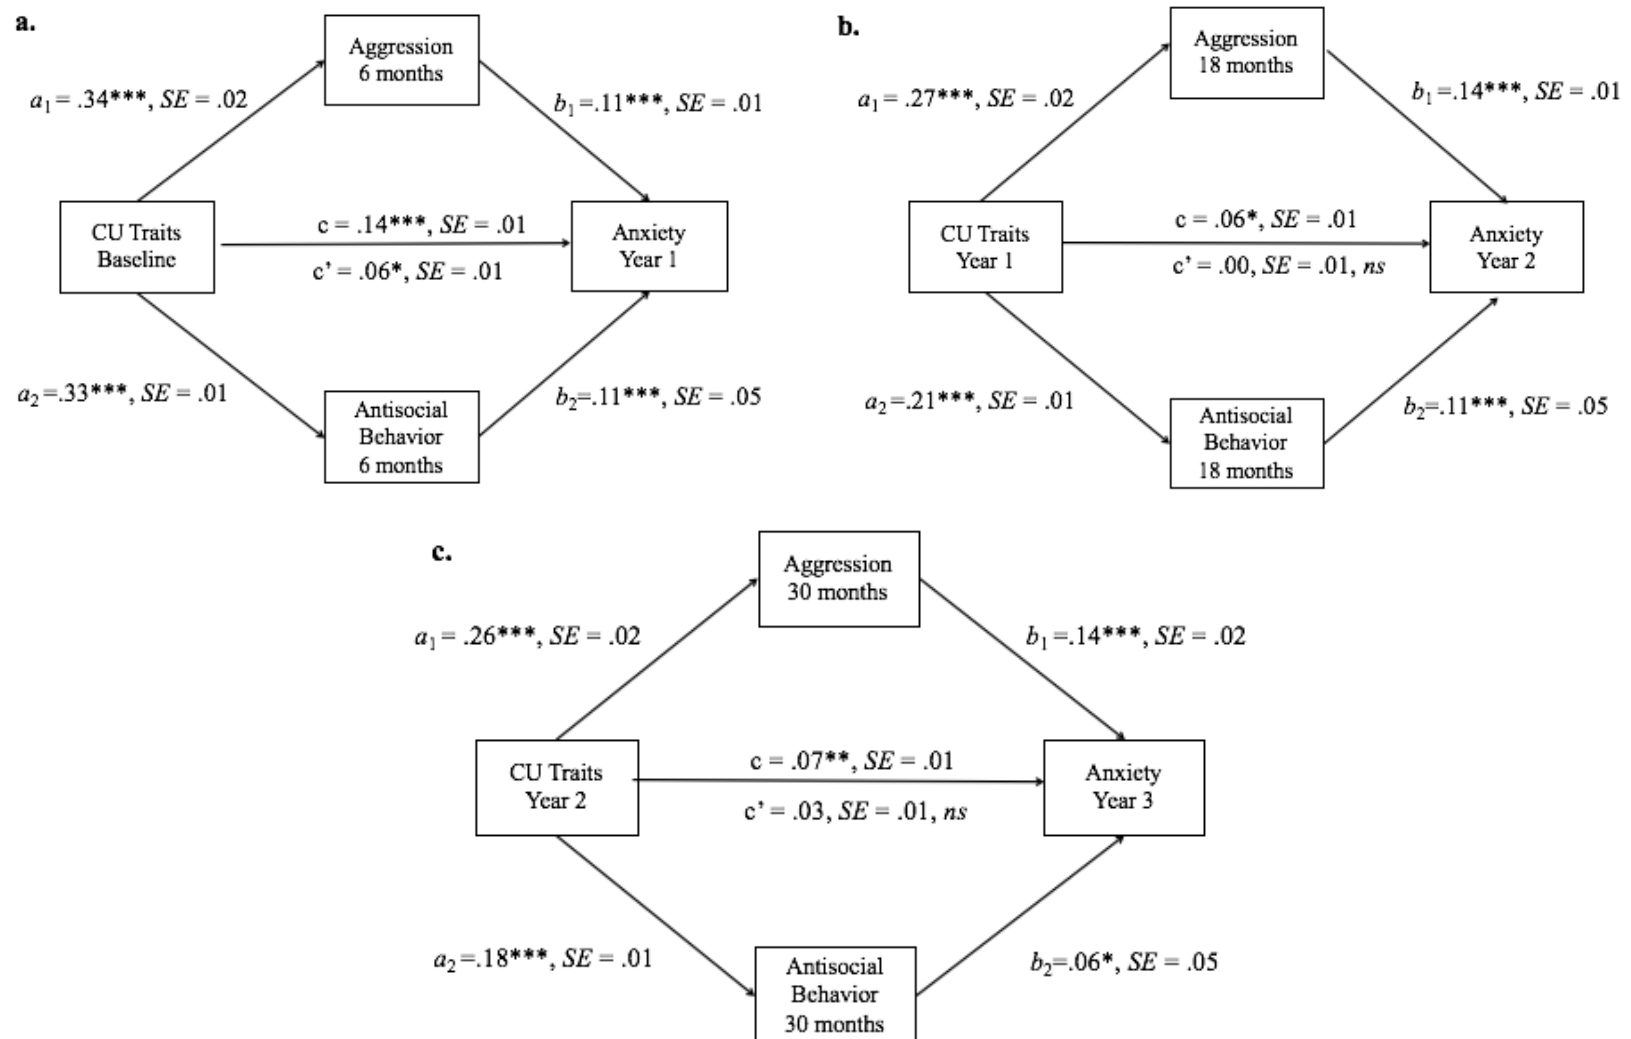 a.
Aggression
6 months
a₁ = .34***, SE = .02
b₁ =.11***, SE = .01
CU Traits
Baseline
c = .14***, SE = .01
c’ = .06*, SE = .01
Anxiety
Year 1
a₂ =.33***, SE = .01
Antisocial
Behavior
6 months
b₂=.11***, SE = .05
b.
Aggression
18 months
a₁ = .27***, SE = .02
b₁ =.14***, SE = .01
CU Traits
Year 1
c = .06*, SE = .01
c’ = .00, SE = .01, ns
Anxiety
Year 2
a₂ =.21***, SE = .01
Antisocial
Behavior
18 months
b₂=.11***, SE = .05
c.
Aggression
30 months
a₁ = .26***, SE = .02
b₁ =.14***, SE = .02
CU Traits
Year 2
c = .07**, SE = .01
c’ = .03, SE = .01, ns
Anxiety
Year 3
a₂ =.18***, SE = .01
Antisocial
Behavior
30 months
b₂=.06*, SE = .05